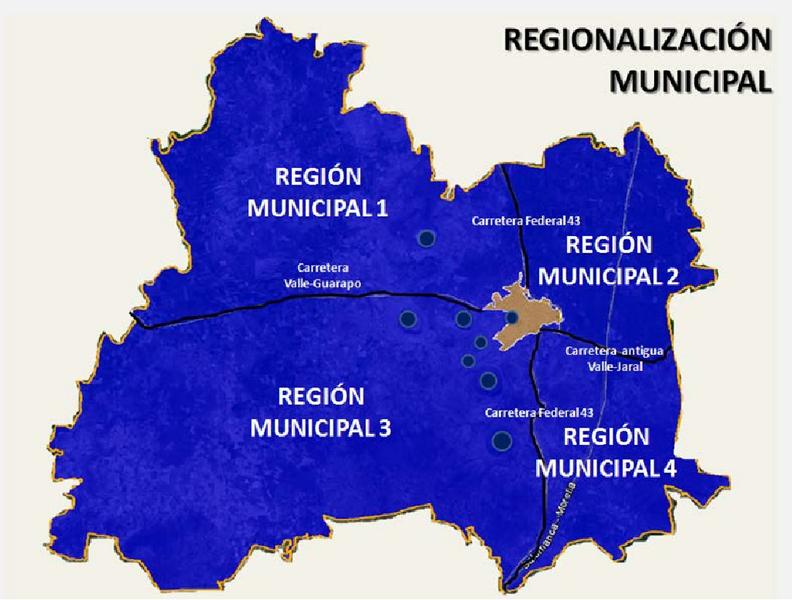 REGIONALIZACIÓN
MUNICIPAL
REGIÓN
MUNICIPAL 1
Carretera Federal 43
REGIÓN
MUNICIPAL 2
Carretera
Valle-Guarapo
Carretera antigua
Valle-Jaral
REGIÓN
MUNICIPAL 3
Carretera Federal 43
REGIÓN
MUNICIPAL 4
Salamanca - Morelia